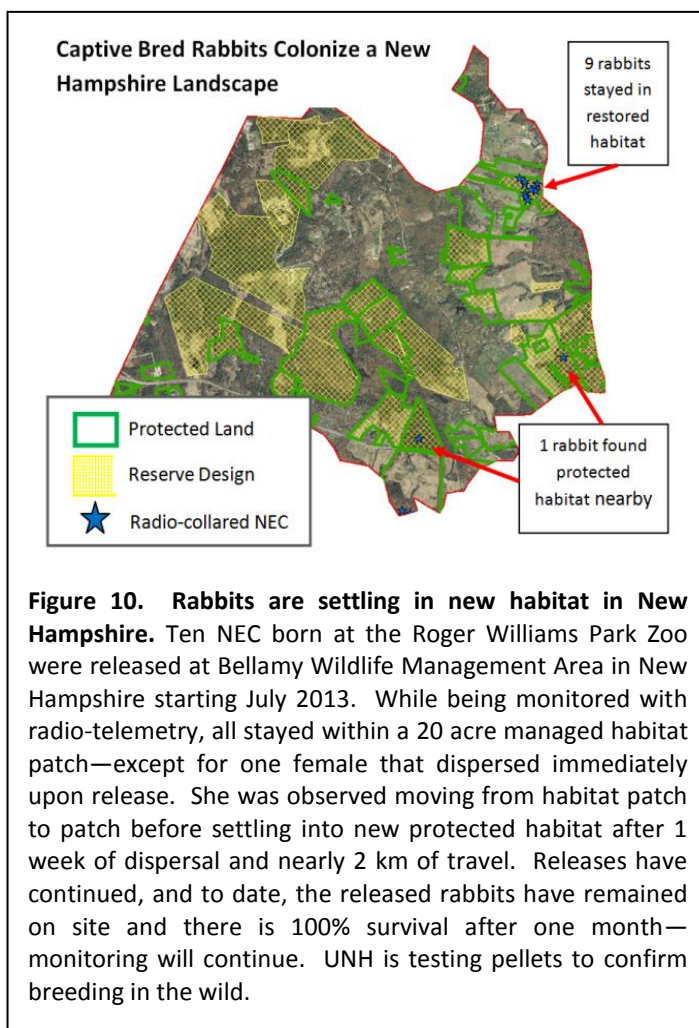 Captive Bred Rabbits Colonize a New
Hampshire Landscape
9 rabbits
stayed in
restored
habitat
Protected Land
Reserve Design
Radio-collared NEC
1 rabbit found
protected
habitat nearby
Figure 10. Rabbits are settling in new habitat in New
Hampshire. Ten NEC born at the Roger Williams Park Zoo
were released at Bellamy Wildlife Management Area in New
Hampshire starting July 2013. While being monitored with
radio-telemetry, all stayed within a 20 acre managed habitat
patch—except for one female that dispersed immediately
upon release. She was observed moving from habitat patch
to patch before settling into new protected habitat after 1
week of dispersal and nearly 2 km of travel. Releases have
continued, and to date, the released rabbits have remained
on site and there is 100% survival after one month—
monitoring will continue. UNH is testing pellets to confirm
breeding in the wild.